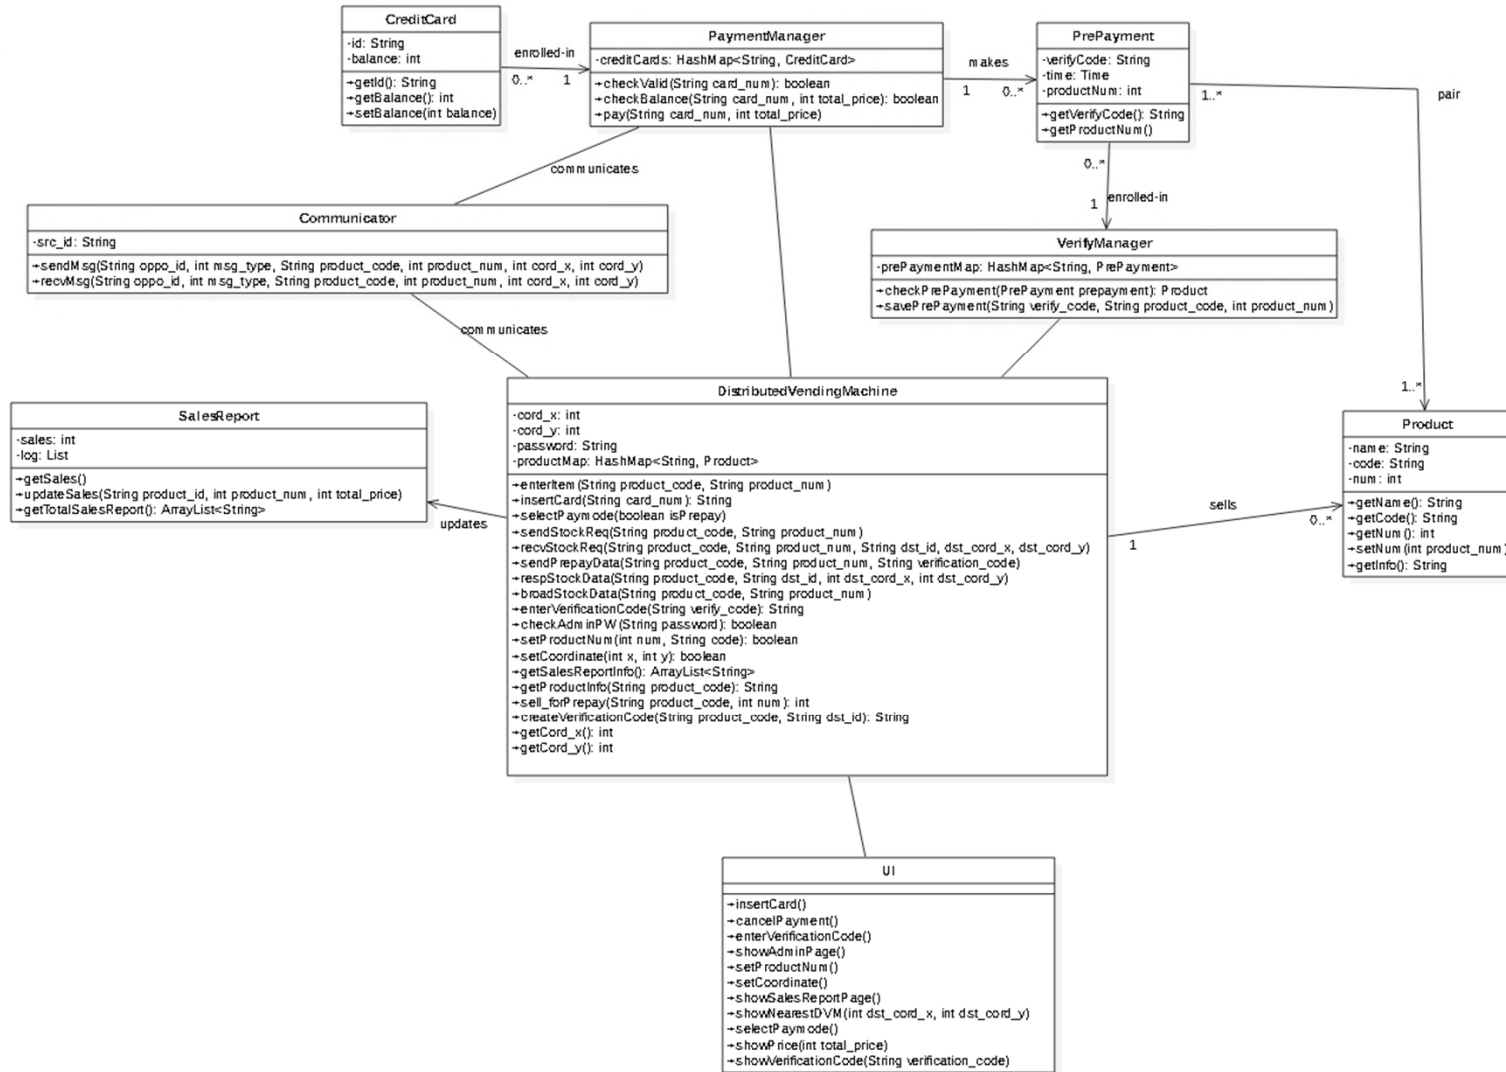 CreditCard
-id: String
-balance: int
+getId(): String
+getBalance(): int
+setBalance(int balance)
enrolled-in
0..*
1
PaymentManager
-creditCards: HashMap<String, CreditCard>
+checkValid(String card_num): boolean
+checkBalance(String card_num, int total_price): boolean
+pay(String card_num, int total_price)
makes
1
0..*
PrePayment
-verifyCode: String
-time: Time
-productNum: int
+getVerifyCode(): String
+getProductNum()
1..*
pair
communicates
0..*
1
enrolled-in
Communicator
-src_id: String
+sendMsg(String oppo_id, int msg_type, String product_code, int product_num, int cord_x, int cord_y)
+recvMsg(String oppo_id, int msg_type, String product_code, int product_num, int cord_x, int cord_y)
VerifyManager
-prePaymentMap: HashMap<String, PrePayment>
+checkPrePayment(PrePayment prepayment): Product
+savePrePayment(String verify_code, String product_code, int product_num)
communicates
1..*
SalesReport
-sales: int
-log: List
+getSales()
+updateSales(String product_id, int product_num, int total_price)
+getTotalSalesReport(): ArrayList<String>
updates
DistributedVendingMachine
-cord_x: int
-cord_y: int
-password: String
-productMap: HashMap<String, Product>
+enterItem(String product_code, String product_num)
+insertCard(String card_num): String
+selectPaymode(boolean isPrepay)
+sendStockReq(String product_code, String product_num)
+recvStockReq(String product_code, String product_num, String dst_id, dst_cord_x, dst_cord_y)
+sendPrepayData(String product_code, String product_num, String verification_code)
+respStockData(String product_code, String dst_id, int dst_cord_x, int dst_cord_y)
+broadStockData(String product_code, String product_num)
+enterVerificationCode(String verify_code): String
+checkAdminPW(String password): boolean
+setProductNum(int num, String code): boolean
+setCoordinate(int x, int y): boolean
+getSalesReportInfo(): ArrayList<String>
+getProductInfo(String product_code): String
+sell_forPrepay(String product_code, int num): int
+createVerificationCode(String product_code, String dst_id): String
+getCord_x(): int
+getCord_y(): int
sells
1
0..*
Product
-name: String
-code: String
-num: int
+getName(): String
+getCode(): String
+getNum(): int
+setNum(int product_num)
+getInfo(): String
UI
+insertCard()
+cancelPayment()
+enterVerificationCode()
+showAdminPage()
+setProductNum()
+setCoordinate()
+showSalesReportPage()
+showNearestDVM(int dst_cord_x, int dst_cord_y)
+selectPaymode()
+showPrice(int total_price)
+showVerificationCode(String verification_code)